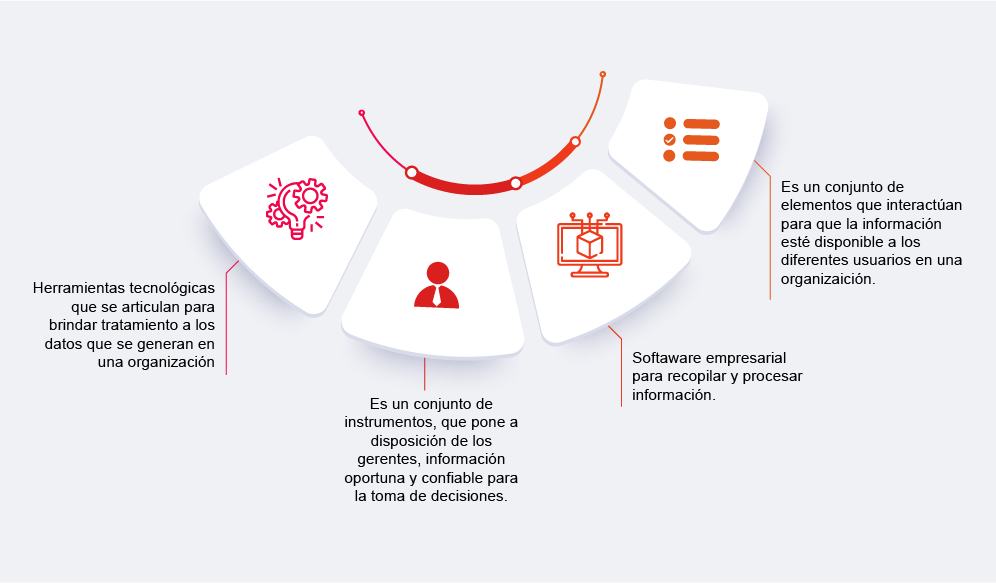 Herramientas tecnológicas
que se articulan para
brindar tratamiento a los
datos que se generan en
una organización
Es un conjunto de
instrumentos, que pone a
disposición de los
gerentes, información
oportuna y confiable para
la toma de decisiones.
Softaware empresarial
para recopilar y procesar
información.
Es un conjunto de
elementos que interactúan
para que la información
esté disponible a los
diferentes usuarios en una
organizaición.